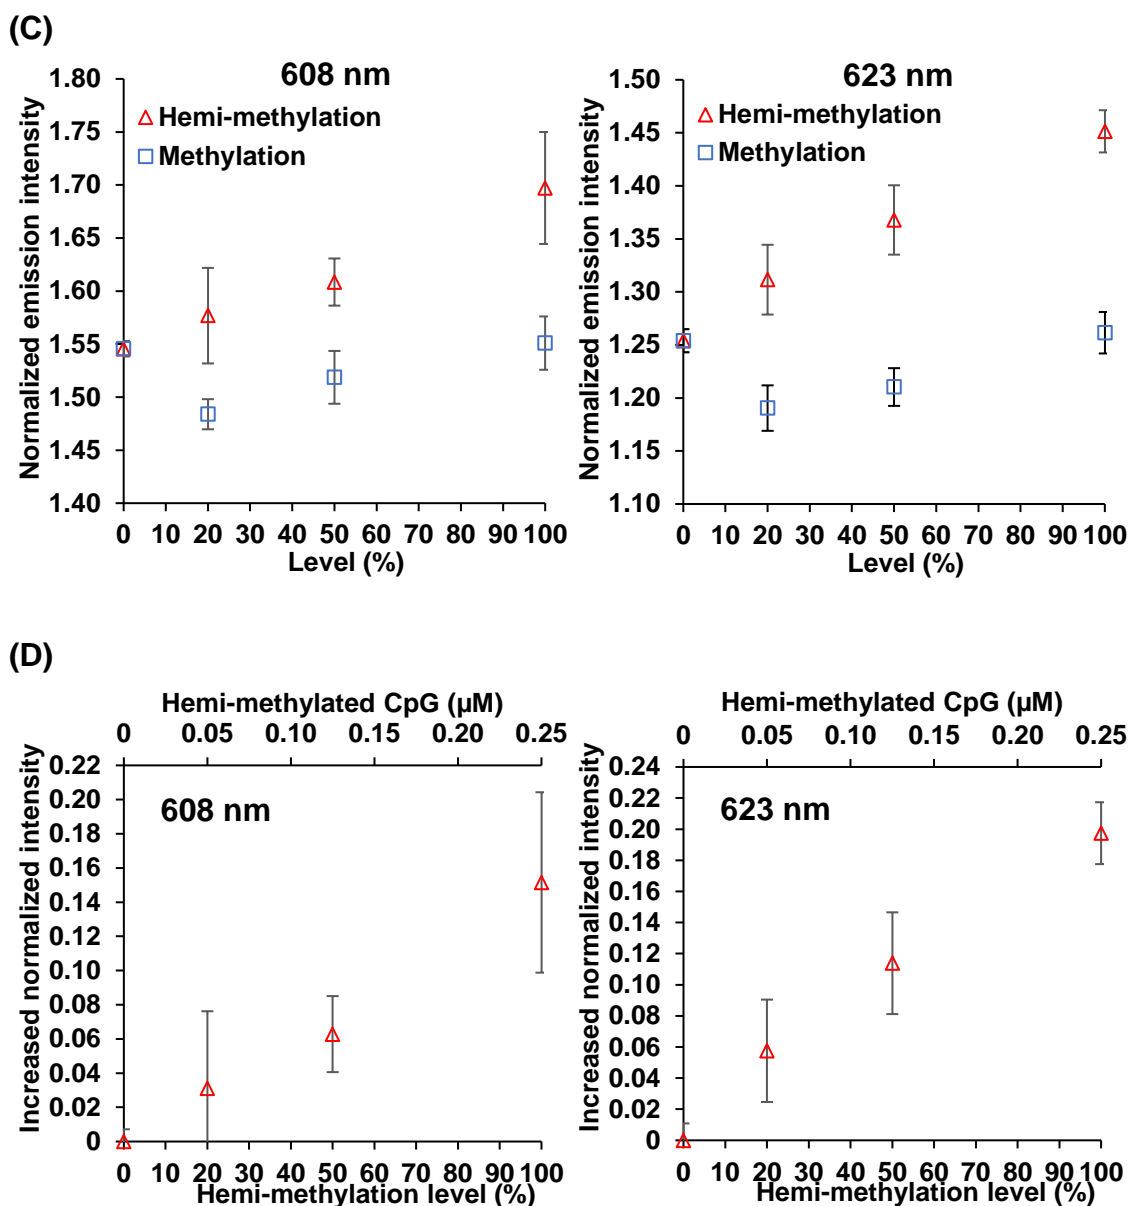 (C)
608 nm
Normalized emission intensity
1.80
1.75
1.70
1.65
1.60
1.55
1.50
1.45
1.40
Hemi-methylation
Methylation
0 10 20 30 40 50 60 70 80 90 100
Level (%)
623 nm
Normalized emission intensity
1.50
1.45
1.40
1.35
1.30
1.25
1.20
1.15
1.10
Hemi-methylation
Methylation
0 10 20 30 40 50 60 70 80 90 100
Level (%)
(D)
Hemi-methylated CpG (µM)
0 0.05 0.10 0.15 0.20 0.25
Increased normalized intensity
0.22
0.20
0.18
0.16
0.14
0.12
0.10
0.08
0.06
0.04
0.02
0
608 nm
0 10 20 30 40 50 60 70 80 90 100
Hemi-methylation level (%)
Hemi-methylated CpG (µM)
0 0.05 0.10 0.15 0.20 0.25
Increased normalized intensity
0.24
0.22
0.20
0.18
0.16
0.14
0.12
0.10
0.08
0.06
0.04
0.02
0
623 nm
0 10 20 30 40 50 60 70 80 90 100
Hemi-methylation level (%)